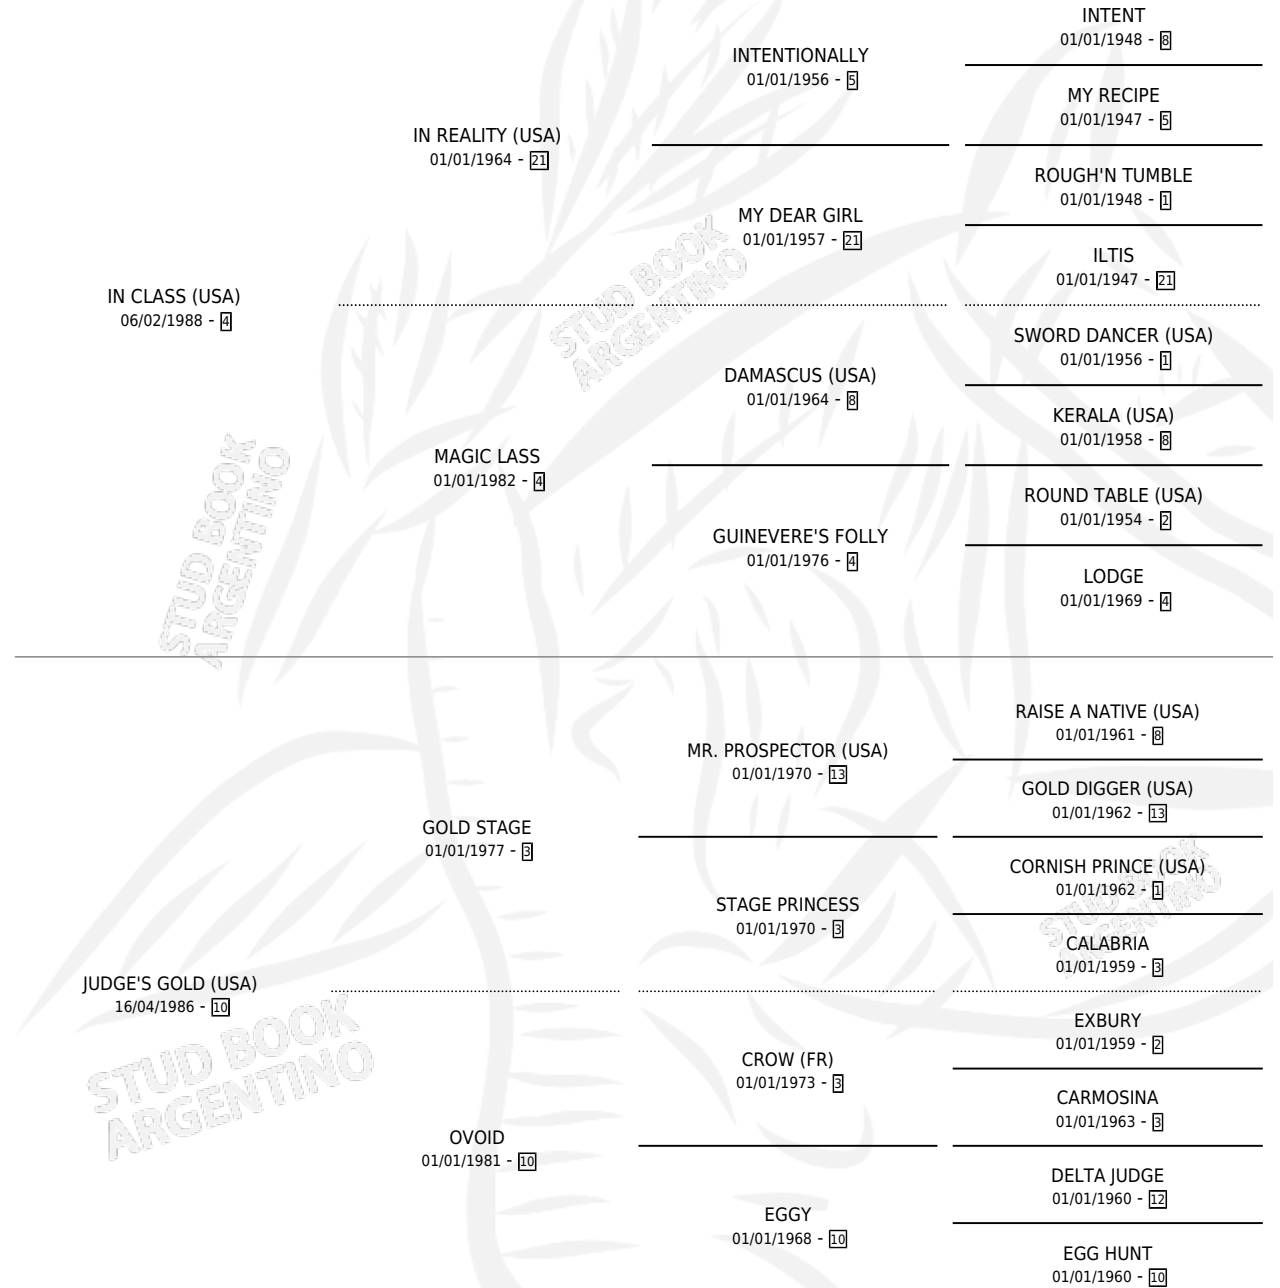 INTENT
01/01/1948 - 8
INTENTIONALLY
01/01/1956 - 5
MY RECIPE
01/01/1947 - 5
IN REALITY (USA)
01/01/1964 - 21
ROUGH'N TUMBLE
01/01/1948 - 1
MY DEAR GIRL
01/01/1957 - 21
ILTIS
01/01/1947 - 21
IN CLASS (USA)
06/02/1988 - 4
STUD BOOK
ARGENTINO
SWORD DANCER (USA)
01/01/1956 - 1
DAMASCUS (USA)
01/01/1964 - 8
KERALA (USA)
01/01/1958 - 8
MAGIC LASS
01/01/1982 - 4
ROUND TABLE (USA)
01/01/1954 - 2
GUINEVERE'S FOLLY
01/01/1976 - 4
LODGE
01/01/1969 - 4
STUD BOOK
ARGENTINO
RAISE A NATIVE (USA)
01/01/1961 - 8
MR. PROSPECTOR (USA)
01/01/1970 - 13
GOLD DIGGER (USA)
01/01/1962 - 13
GOLD STAGE
01/01/1977 - 3
CORNISH PRINCE (USA)
01/01/1962 - 1
STAGE PRINCESS
01/01/1970 - 3
STUD BOOK
ARGENTINO
CALABRIA
01/01/1959 - 3
JUDGE'S GOLD (USA)
16/04/1986 - 10
STUD BOOK
ARGENTINO
EXBURY
01/01/1959 - 2
CROW (FR)
01/01/1973 - 3
CARMOSINA
01/01/1963 - 3
OVOID
01/01/1981 - 10
DELTA JUDGE
01/01/1960 - 12
EGGY
01/01/1968 - 10
EGG HUNT
01/01/1960 - 10